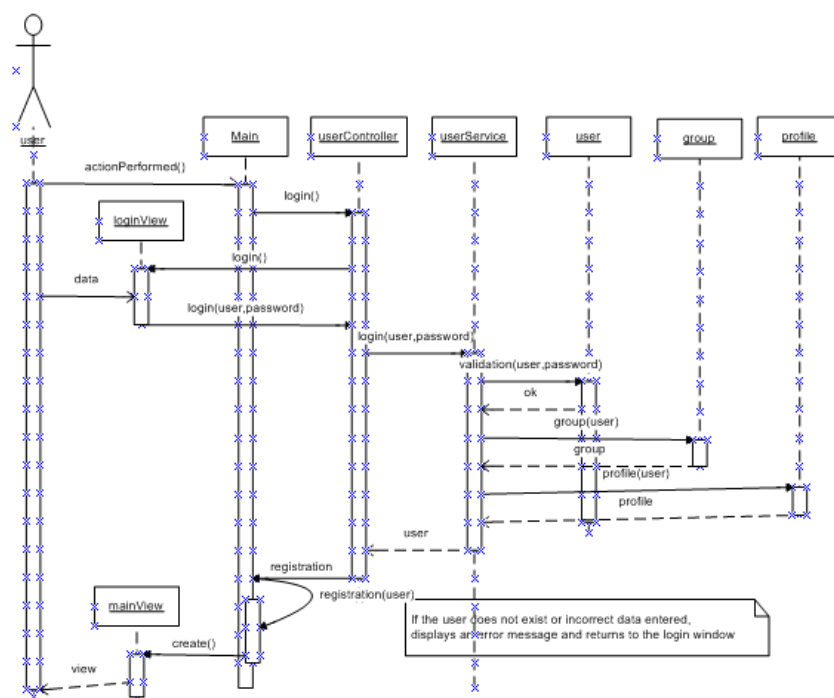 user
Main
userController
userService
user
group
profile
actionPerformed()
login()
loginView
login()
data
login(user,password)
login(user,password)
validation(user,password)
ok
group(user)
group
profile(user)
profile
user
registration
registration(user)
mainView
If the user does not exist or incorrect data entered,
displays an error message and returns to the login window
create()
view